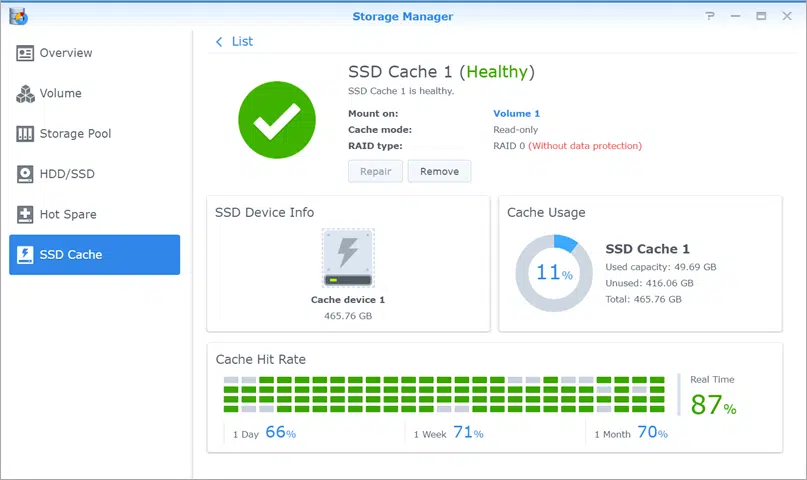 Storage Manager
?
Overview
Volume
Storage Pool
HDD/SSD
Hot Spare
SSD Cache
List
SSD Cache 1 (Healthy)
SSD Cache 1 is healthy.
Mount on: Volume 1
Cache mode: Read-only
RAID type: RAID 0 (Without data protection)
Repair Remove
SSD Device Info
Cache device 1
465.76 GB
Cache Usage
11%
SSD Cache 1
Used capacity: 49.69 GB
Unused: 416.06 GB
Total: 465.76 GB
Cache Hit Rate
Real Time
87%
1 Day 66%
1 Week 71%
1 Month 70%